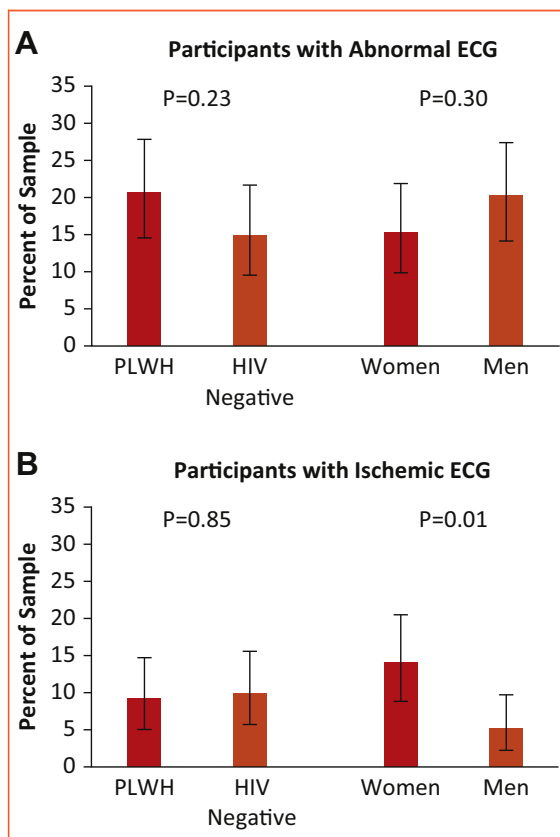 A
Participants with Abnormal ECG
Percent of Sample
35
30
25
20
15
10
5
0
P=0.23
P=0.30
PLWH
HIV
Negative
Women
Men
B
Participants with Ischemic ECG
Percent of Sample
35
30
25
20
15
10
5
0
P=0.85
P=0.01
PLWH
HIV
Negative
Women
Men